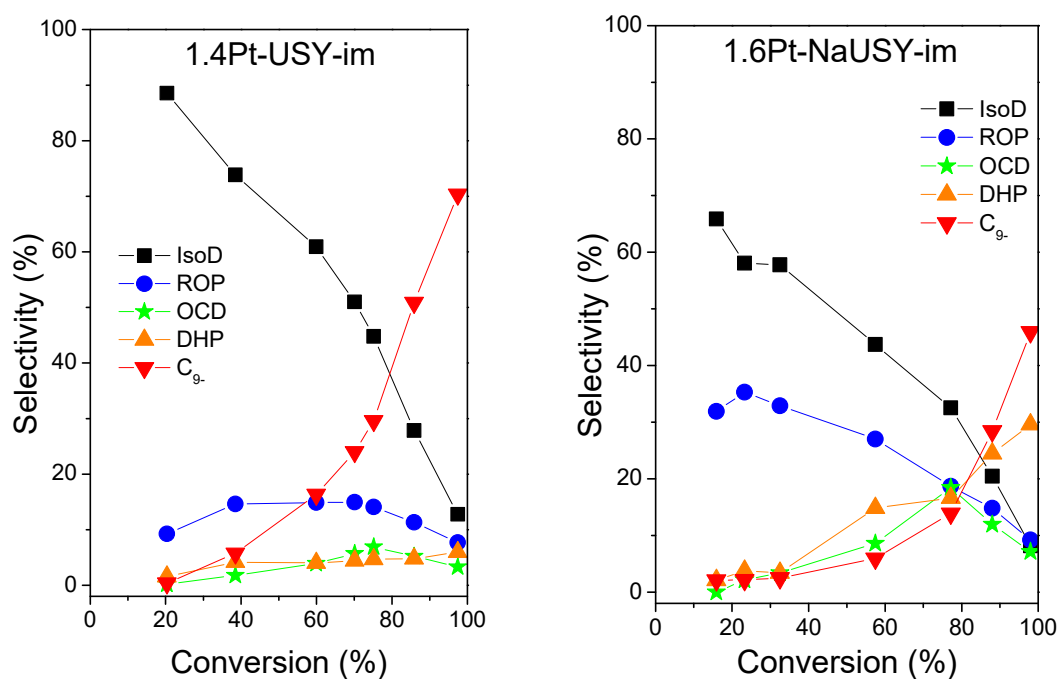 1.4Pt-USY-im
Selectivity (%)
100
80
60
40
20
0
IsoD
ROP
OCD
DHP
C₉₋
0 20 40 60 80 100
Conversion (%)
1.6Pt-NaUSY-im
Selectivity (%)
100
80
60
40
20
0
IsoD
ROP
OCD
DHP
C₉₋
0 20 40 60 80 100
Conversion (%)